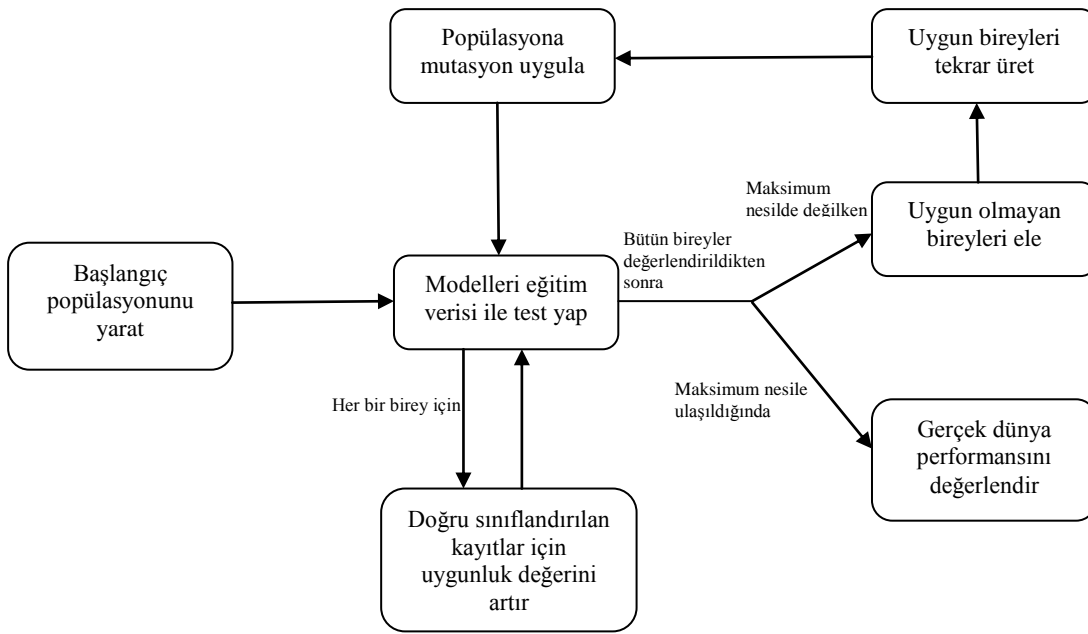 Popülasyona
mutasyon uygula
Uygun bireyleri
tekrar üret
Maksimum
nesilde değilken
Uygun olmayan
bireyleri ele
Başlangıç
popülasyonunu
yarat
Modelleri eğitim
verisi ile test yap
Bütün bireyler
değerlendirildikten
sonra
Her bir birey için
Maksimum nesile
ulaşıldığında
Gerçek dünya
performansını
değerlendir
Doğru sınıflandırılan
kayıtlar için
uygunluk değerini
artır